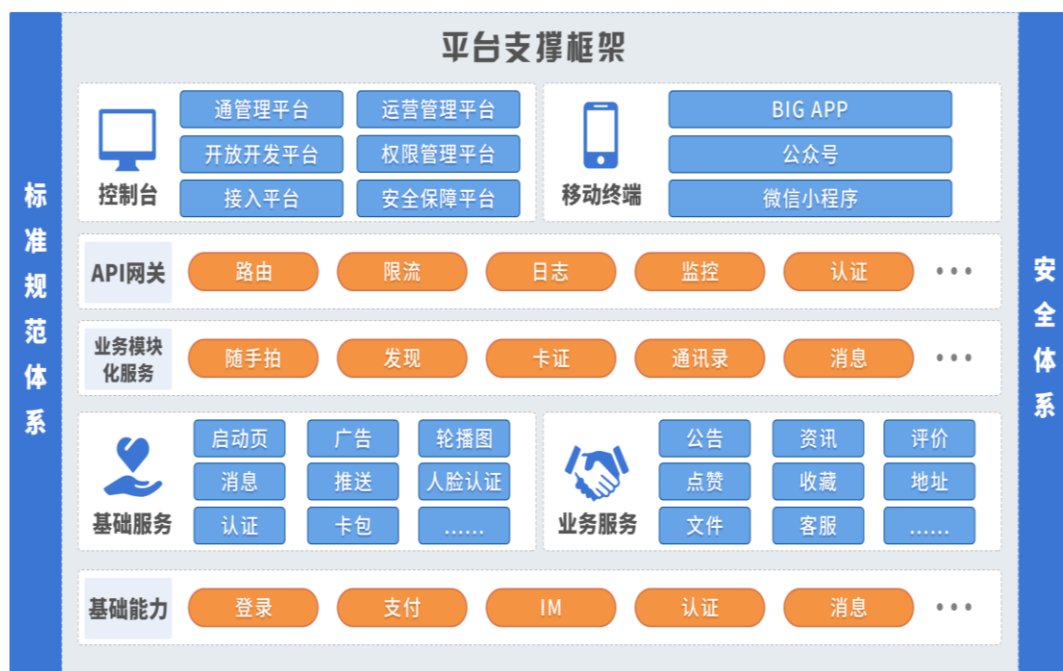 平台支撑框架
标准规范体系
通管理平台
运营管理平台
开放开发平台
权限管理平台
接入平台
安全保障平台
控制台
BIG APP
公众号
微信小程序
移动终端
API网关
路由
限流
日志
监控
认证
•••
业务模块
化服务
随手拍
发现
卡证
通讯录
消息
•••
启动页
广告
轮播图
消息
推送
人脸认证
认证
卡包
……
基础服务
公告
资讯
评价
点赞
收藏
地址
文件
客服
……
业务服务
基础能力
登录
支付
IM
认证
消息
•••
安全体系